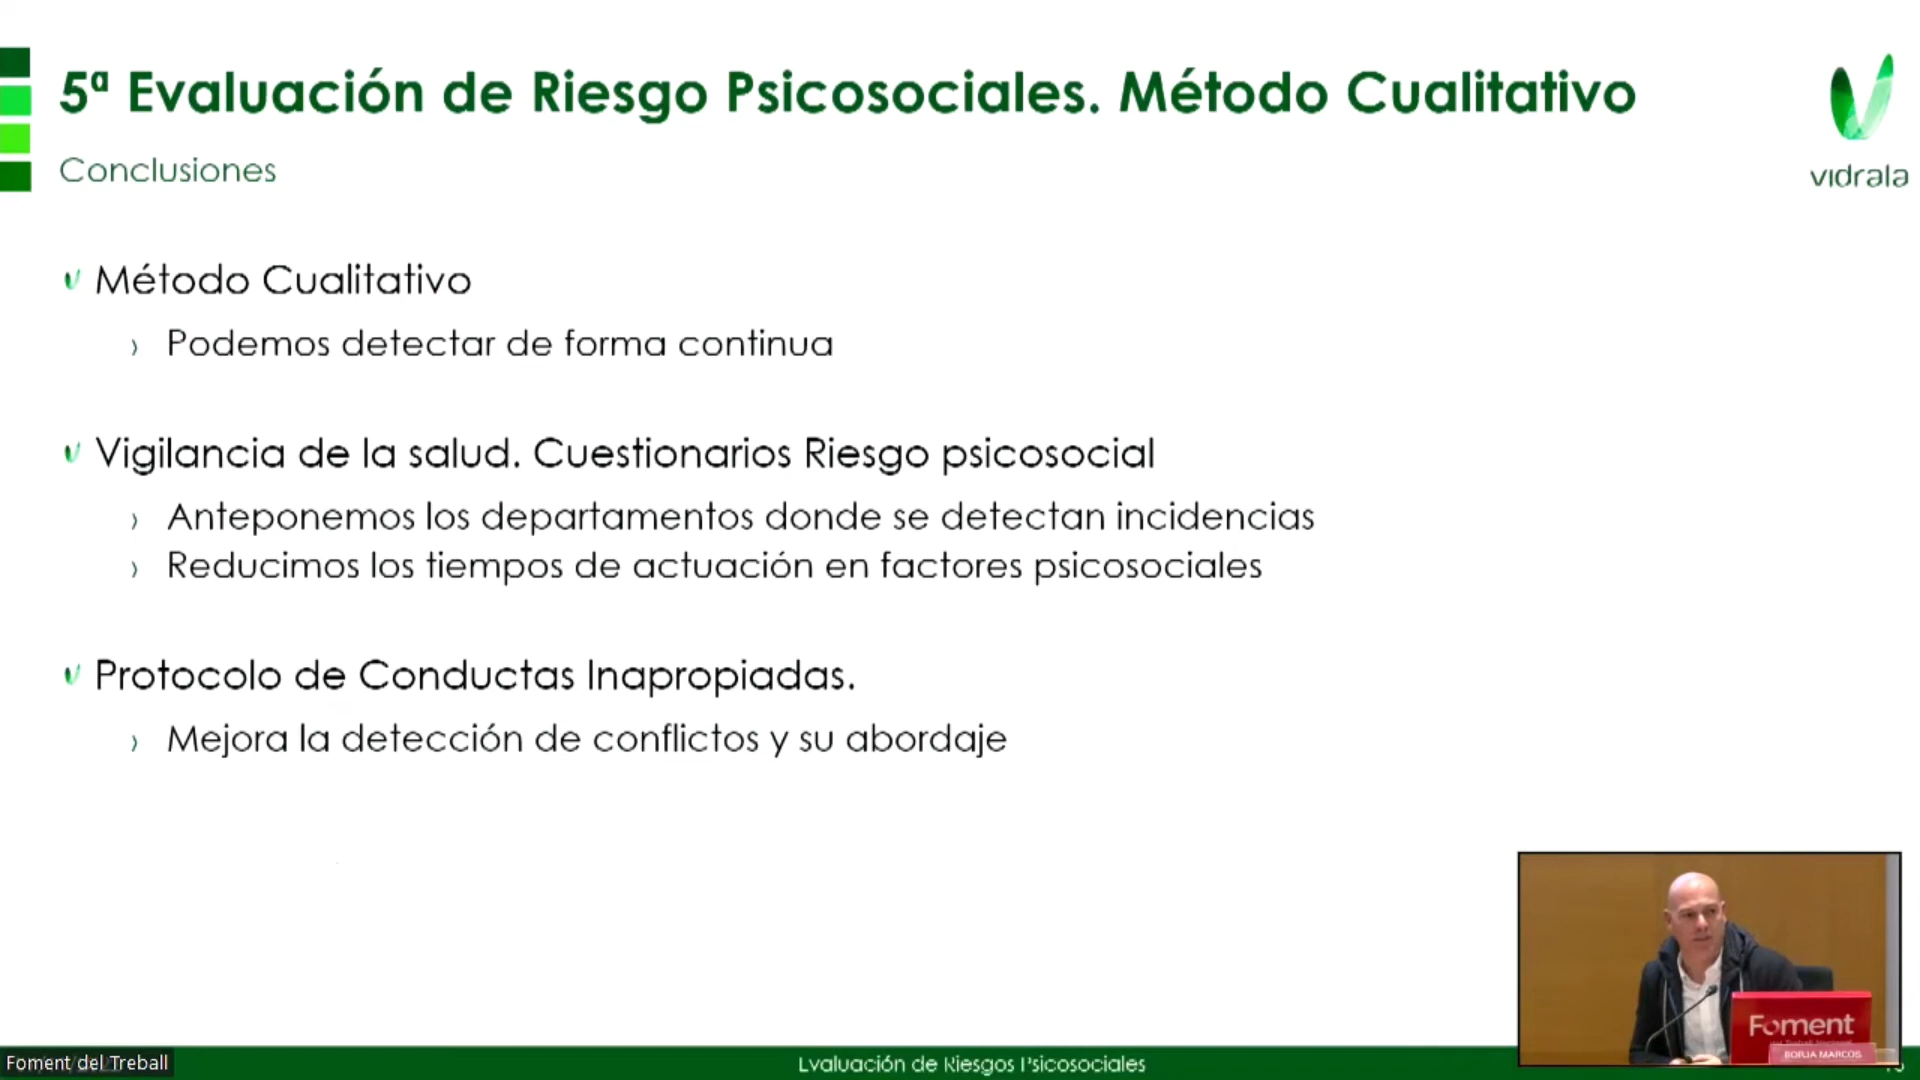 5ª Evaluación de Riesgo Psicosociales. Método Cualitativo
Conclusiones
vidrala
Método Cualitativo
Podemos detectar de forma continua
Vigilancia de la salud. Cuestionarios Riesgo psicosocial
Anteponemos los departamentos donde se detectan incidencias
Reducimos los tiempos de actuación en factores psicosociales
Protocolo de Conductas Inapropiadas.
Mejora la detección de conflictos y su abordaje
Foment
BORJA MARCOS
Foment del Treball
Evaluación de Riesgos Psicosociales